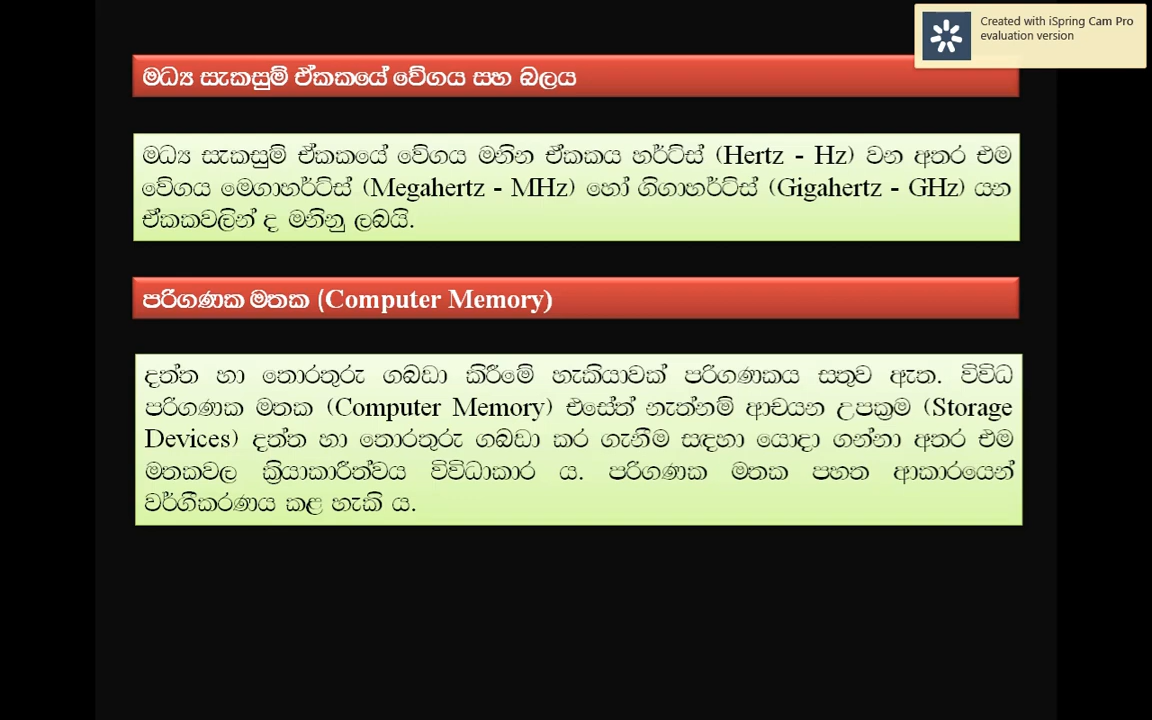 Created with iSpring Cam Pro
evaluation version
මධ්‍ය සැකසුම් ඒකකයේ වේගය සහ බලය
මධ්‍ය සැකසුම් ඒකකයේ වේගය මනින ඒකකය හර්ට්ස් (Hertz - Hz) වන අතර එම
වේගය මෙගාහර්ට්ස් (Megahertz - MHz) හෝ ගිගාහර්ට්ස් (Gigahertz - GHz) යන
ඒකකවලින් ද මනිනු ලබයි.
පරිගණක මතක (Computer Memory)
දත්ත හා තොරතුරු ගබඩා කිරීමේ හැකියාවක් පරිගණකය සතුව ඇත. විවිධ
පරිගණක මතක (Computer Memory) එසේත් නැත්නම් ආචයන උපක්‍රම (Storage
Devices) දත්ත හා තොරතුරු ගබඩා කර ගැනීම සඳහා යොදා ගන්නා අතර එම
මතකවල ක්‍රියාකාරීත්වය විවිධාකාර ය. පරිගණක මතක පහත ආකාරයෙන්
වර්ගීකරණය කළ හැකි ය.